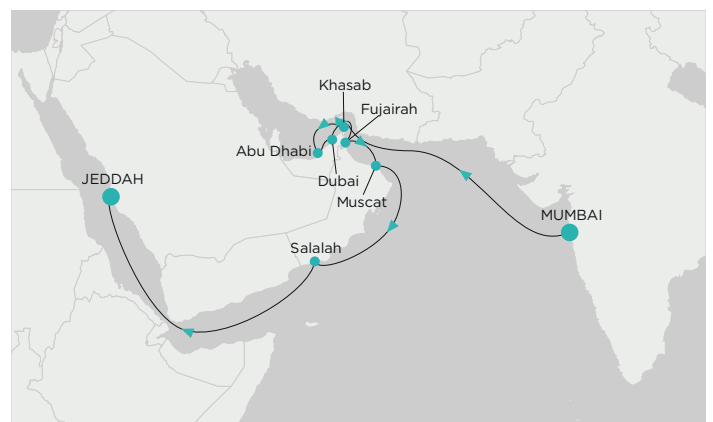 Khasab
Fujairah
Abu Dhabi
Dubai
JEDDAH
Muscat
MUMBAI
Salalah